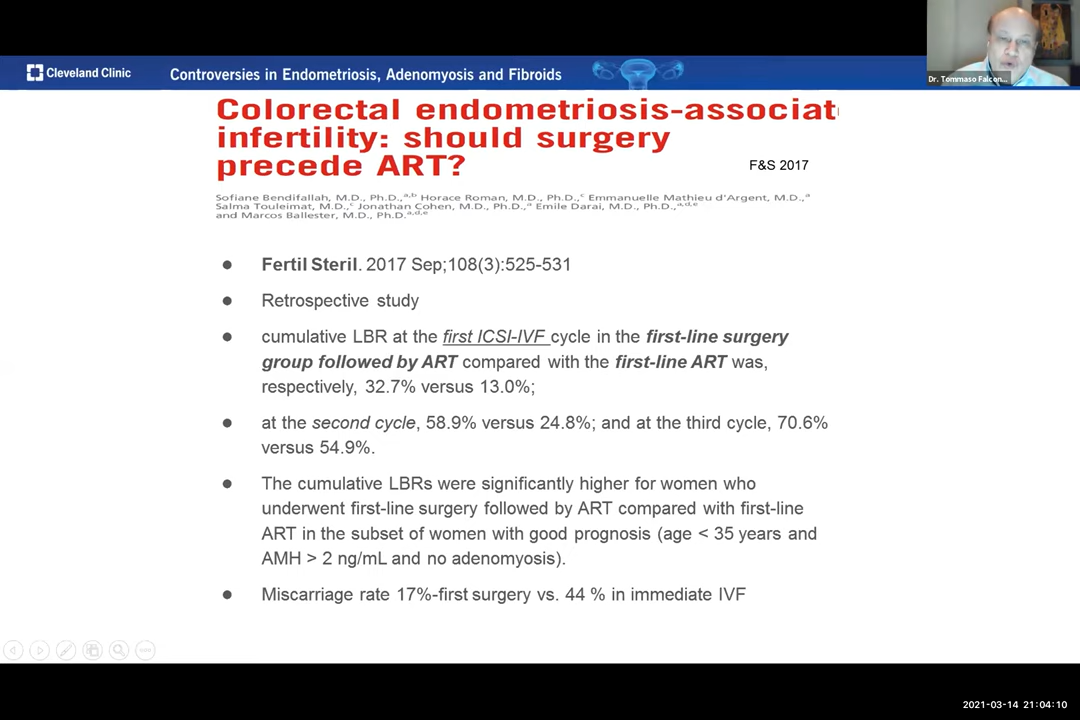 Cleveland Clinic
Controversies in Endometriosis, Adenomyosis and Fibroids
Dr. Tommaso Falcon...
Colorectal endometriosis-associat
infertility: should surgery
precede ART?
F&S 2017
Sofiane Bendifallah, M.D., Ph.D.,a,b Horace Roman, M.D., Ph.D.,c Emmanuelle Mathieu d'Argent, M.D.,a
Salma Touleimat, M.D.,c Jonathan Cohen, M.D., Ph.D.,a Emile Darai, M.D., Ph.D.,a,d,e
and Marcos Ballester, M.D., Ph.D.a,d,e
● Fertil Steril. 2017 Sep;108(3):525-531
● Retrospective study
● cumulative LBR at the first ICSI-IVF cycle in the first-line surgery
group followed by ART compared with the first-line ART was,
respectively, 32.7% versus 13.0%;
● at the second cycle, 58.9% versus 24.8%; and at the third cycle, 70.6%
versus 54.9%.
● The cumulative LBRs were significantly higher for women who
underwent first-line surgery followed by ART compared with first-line
ART in the subset of women with good prognosis (age < 35 years and
AMH > 2 ng/mL and no adenomyosis).
● Miscarriage rate 17%-first surgery vs. 44 % in immediate IVF
2021-03-14 21:04:10